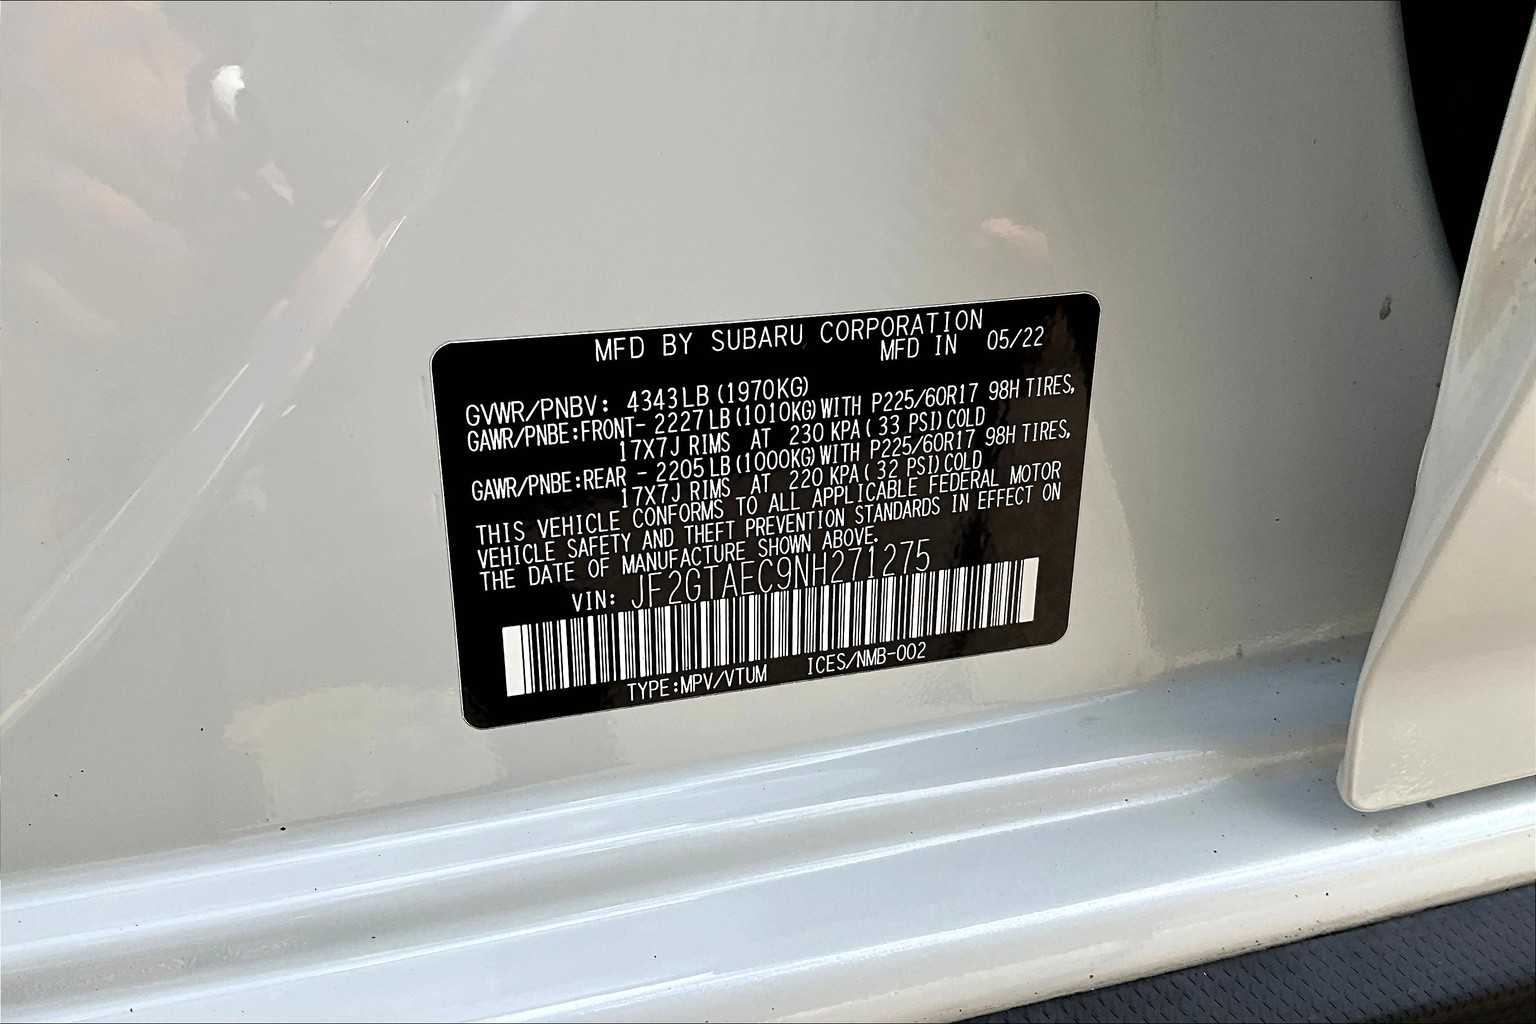 MFD BY SUBARU CORPORATION
MFD IN 05/22
GVWR/PNBV: 4343LB (1970KG)
GAWR/PNBE:FRONT- 2227LB (1010KG) WITH P225/60R17 98H TIRES,
17X7J RIMS AT 230 KPA ( 33 PSI) COLD
GAWR/PNBE:REAR - 2205LB (1000KG) WITH P225/60R17 98H TIRES,
17X7J RIMS AT 220 KPA ( 32 PSI) COLD
THIS VEHICLE CONFORMS TO ALL APPLICABLE FEDERAL MOTOR
VEHICLE SAFETY AND THEFT PREVENTION STANDARDS IN EFFECT ON
THE DATE OF MANUFACTURE SHOWN ABOVE.
VIN: JF2GTAEC9NH271275
TYPE:MPV/VTUM ICES/NMB-002